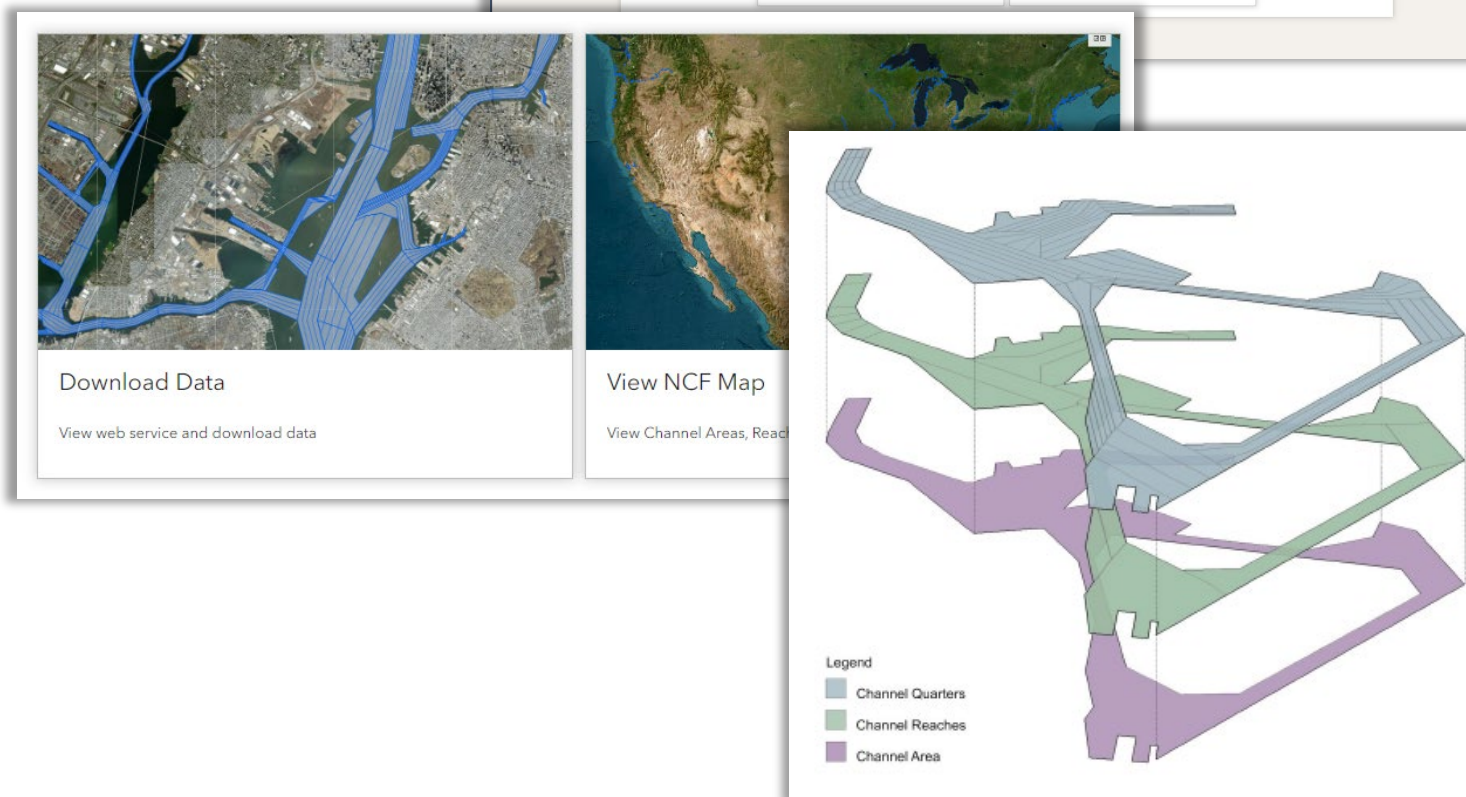 Download Data
View web service and download data
View NCF Map
View Channel Areas, Reac
Legend
Channel Quarters
Channel Reaches
Channel Area